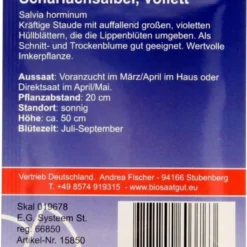 Scharlachsalbei, violett
Salvia horminum
Kräftige Staude mit auffallend großen, violetten
Hüllblättern, die die Lippenblüten umgeben. Als
Schnitt- und Trockenblume gut geeignet. Wertvolle
Imkerpflanze.
Aussaat: Voranzucht im März/April im Haus oder
Direktsaat im April/Mai.
Pflanzabstand: 20 cm
Standort: sonnig
Höhe: ca. 50 cm
Blütezeit: Juli-September
Vertrieb Deutschland. Andrea Fischer - 94166 Stubenberg
T. +49 8574 919315 - www.biosaatgut.eu
Skal 019678
E.G. Systeem St.
reg. 66850
Artikel-Nr. 15850